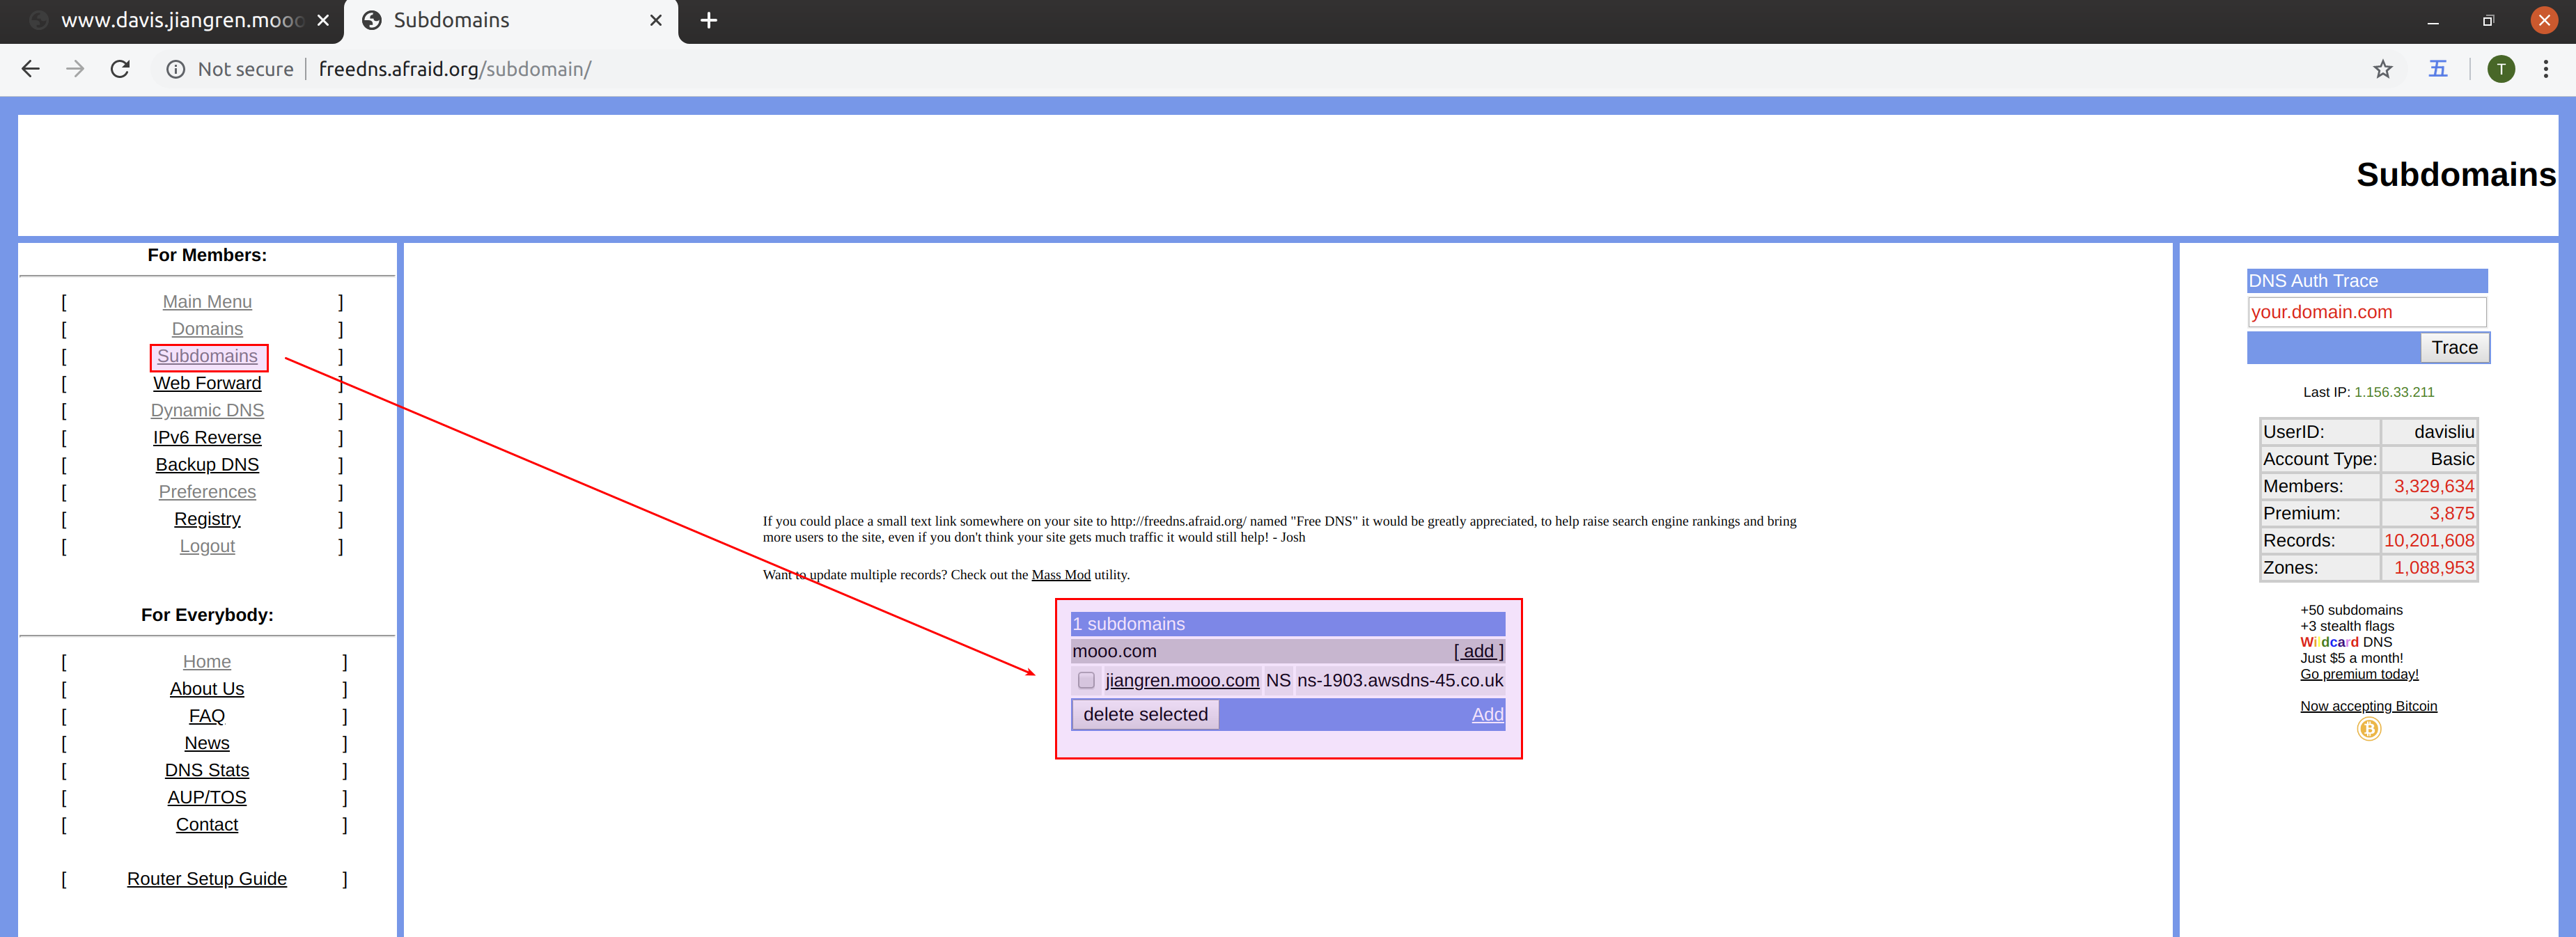 www.davis.jiangren.mooo
Subdomains
Not secure
freedns.afraid.org/subdomain/
五
T
Subdomains
For Members:
[ Main Menu ]
[ Domains ]
[ Subdomains ]
[ Web Forward ]
[ Dynamic DNS ]
[ IPv6 Reverse ]
[ Backup DNS ]
[ Preferences ]
[ Registry ]
[ Logout ]
For Everybody:
[ Home ]
[ About Us ]
[ FAQ ]
[ News ]
[ DNS Stats ]
[ AUP/TOS ]
[ Contact ]
[ Router Setup Guide ]
If you could place a small text link somewhere on your site to http://freedns.afraid.org/ named "Free DNS" it would be greatly appreciated, to help raise search engine rankings and bring
more users to the site, even if you don't think your site gets much traffic it would still help! - Josh
Want to update multiple records? Check out the Mass Mod utility.
1 subdomains
mooo.com [ add ]
jiangren.mooo.com NS ns-1903.awsdns-45.co.uk
delete selected Add
DNS Auth Trace
your.domain.com
Trace
Last IP: 1.156.33.211
UserID: davisliu
Account Type: Basic
Members: 3,329,634
Premium: 3,875
Records: 10,201,608
Zones: 1,088,953
+50 subdomains
+3 stealth flags
Wildcard DNS
Just $5 a month!
Go premium today!
Now accepting Bitcoin